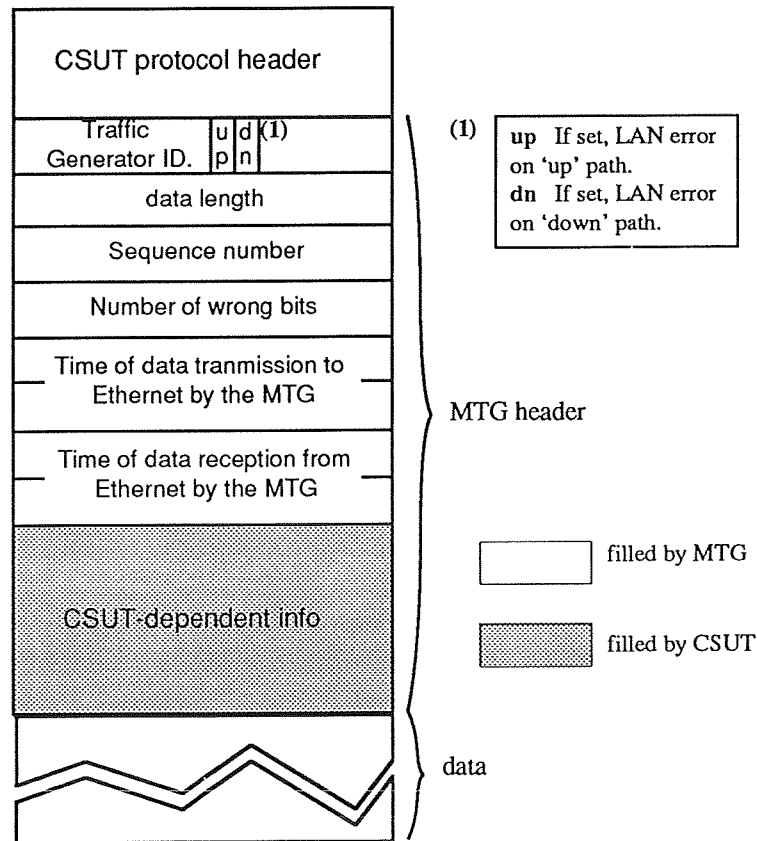 CSUT protocol header
Traffic
Generator ID.
u
p
d
n
(1)
data length
Sequence number
Number of wrong bits
Time of data tranmission to
Ethernet by the MTG
Time of data reception from
Ethernet by the MTG
CSUT-dependent info
(1)
up If set, LAN error
on ‘up’ path.
dn If set, LAN error
on ‘down’ path.
MTG header
filled by MTG
filled by CSUT
data